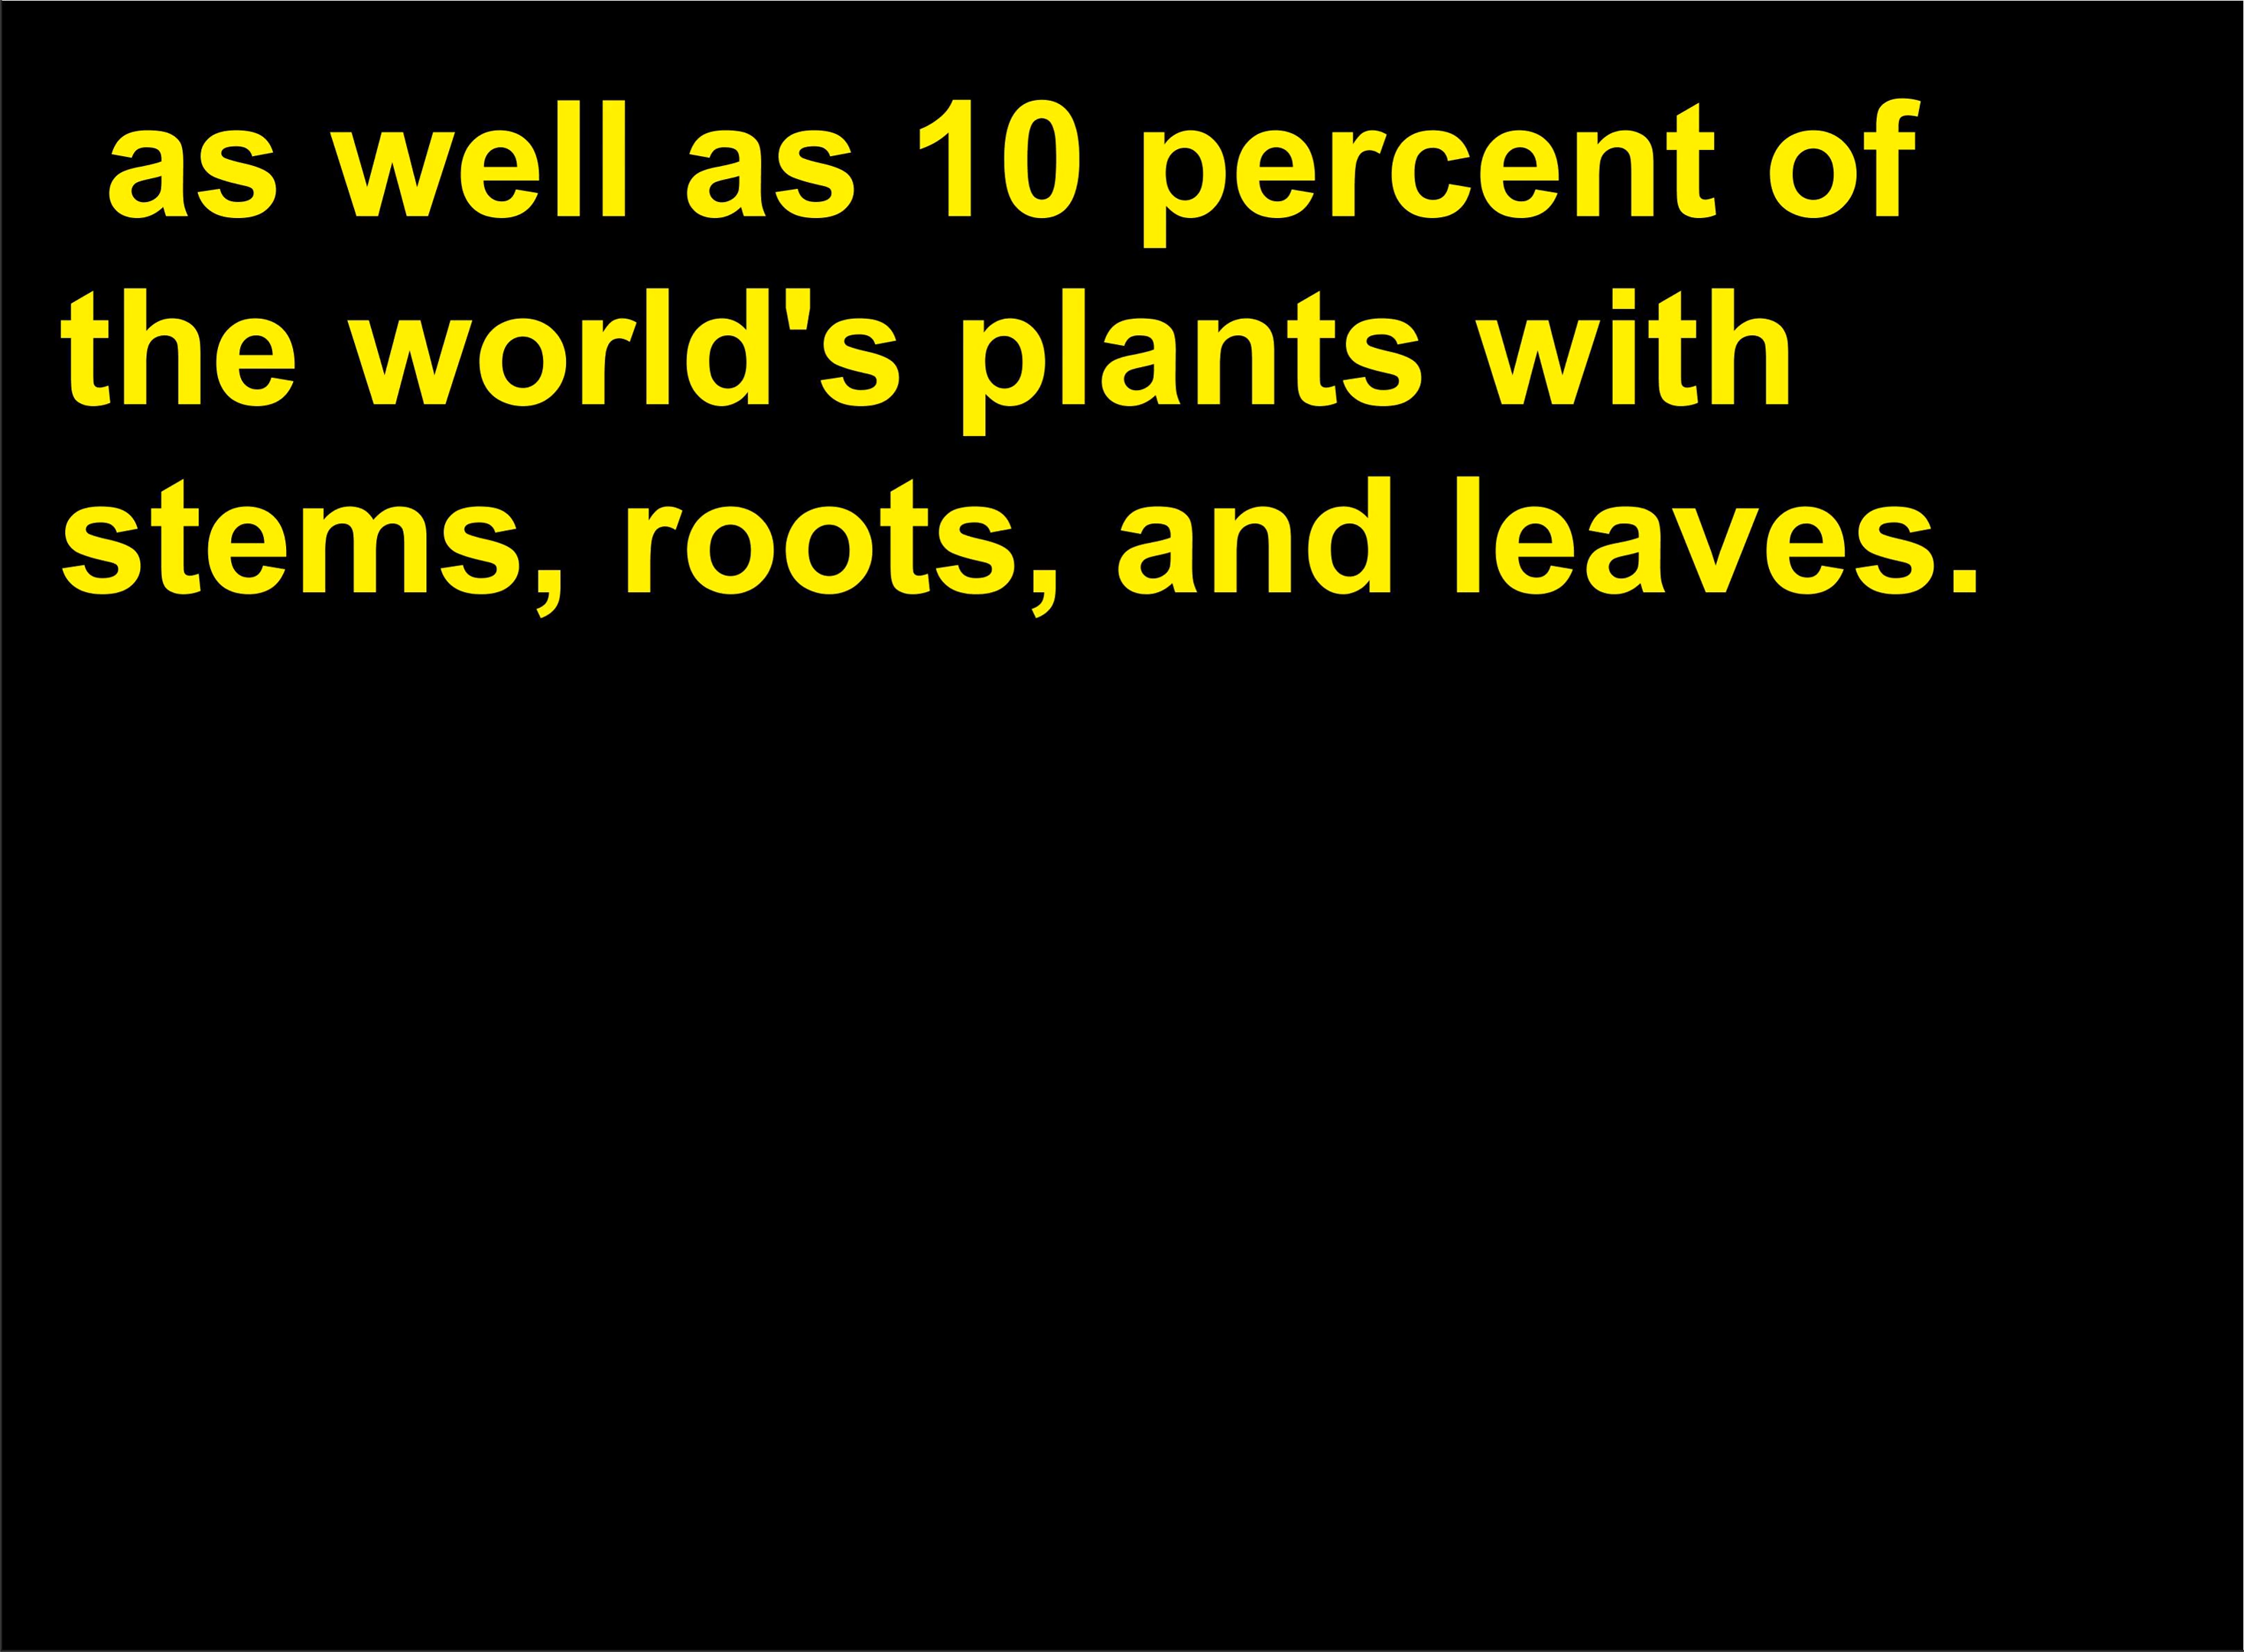 as well as 10 percent of
the world's plants with
stems, roots, and leaves.